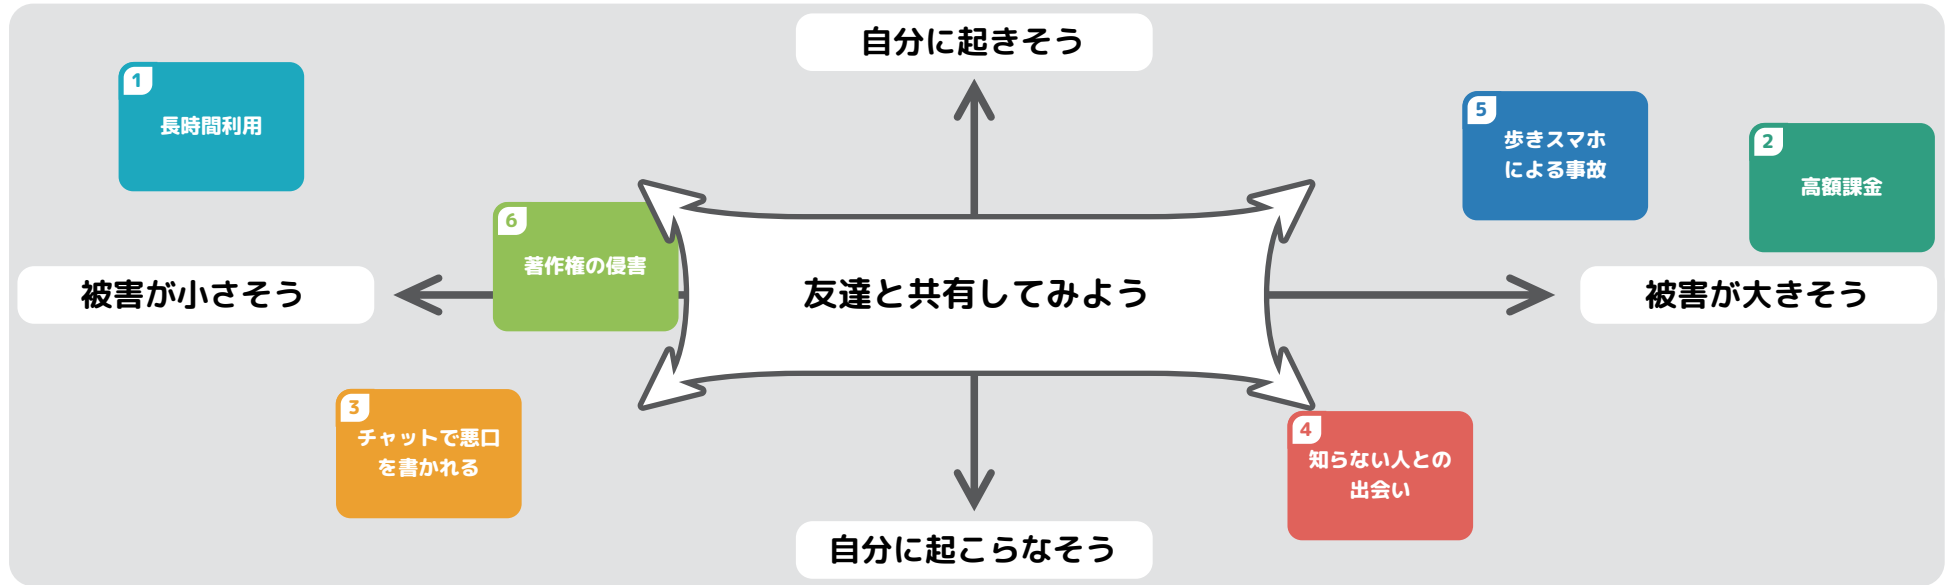 自分に起きそう
1
長時間利用
5
歩きスマホ
による事故
2
高額課金
6
著作権の侵害
被害が小さそう
友達と共有してみよう
被害が大きそう
3
チャットで悪口
を書かれる
4
知らない人との
出会い
自分に起こらなそう